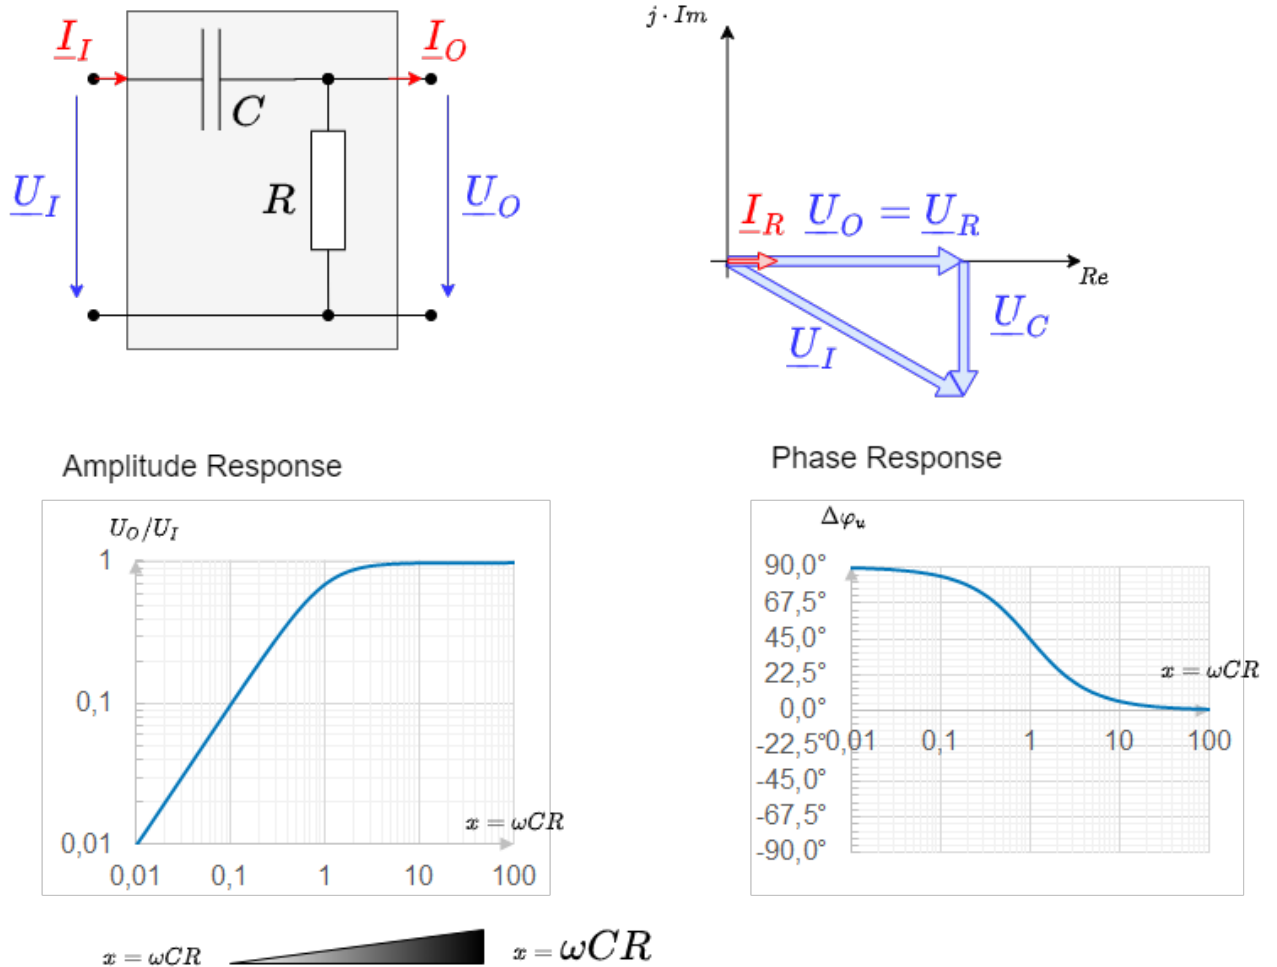 I_I
I_O
C
R
U_I
U_O
j · Im
I_R U_O = U_R
Re
U_C
U_I
Amplitude Response
U_O/U_I
1
0,1
0,01
x = ωCR
0,01 0,1 1 10 100
Phase Response
Δφ_u
90,0°
67,5°
45,0°
22,5°
x = ωCR
0,0°
-22,5°
0,01 0,1 1 10 100
-45,0°
-67,5°
-90,0°
x = ωCR
x = ωCR